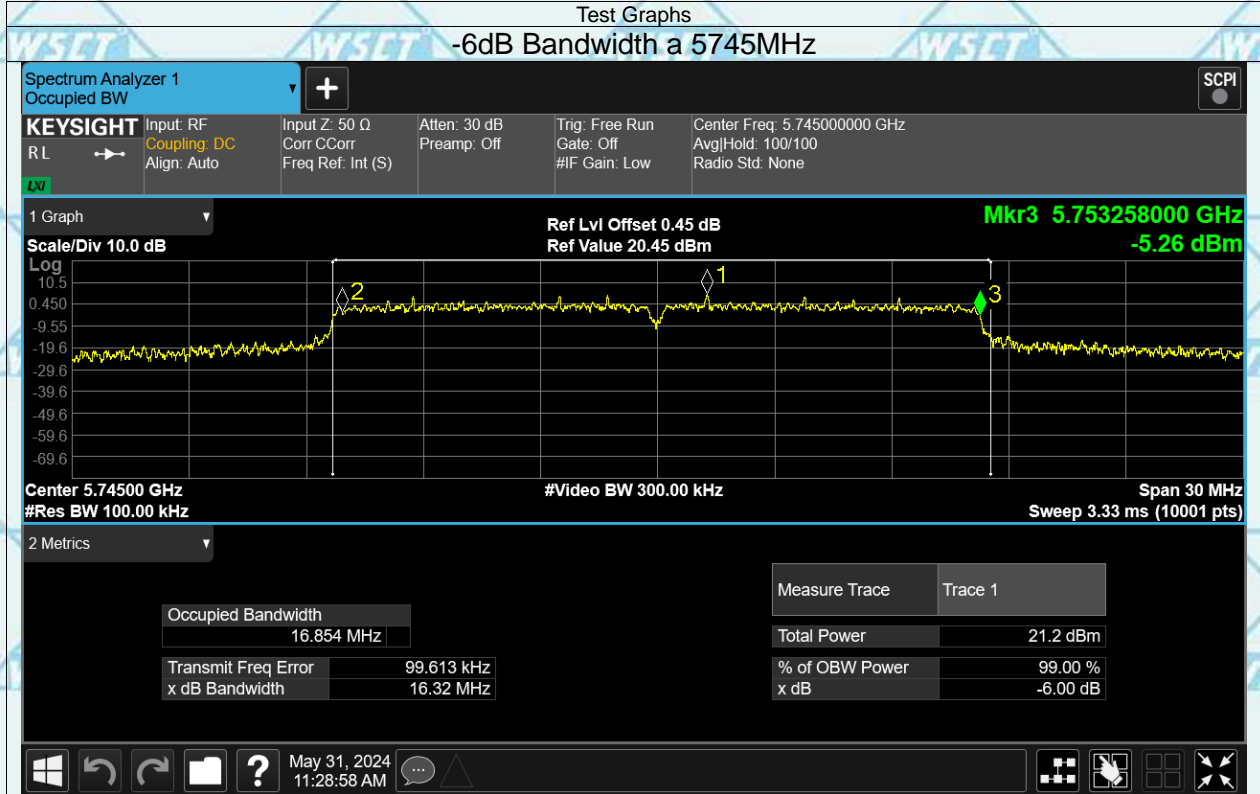 Test Graphs
-6dB Bandwidth a 5745MHz
WSCT WSCT WSCT
Spectrum Analyzer 1
Occupied BW
+
SCPI
KEYSIGHT Input: RF Input Z: 50 Ω Atten: 30 dB Trig: Free Run Center Freq: 5.745000000 GHz
RL Coupling: DC Corr CCorr Preamp: Off Gate: Off Avg|Hold: 100/100
Align: Auto Freq Ref: Int (S) #IF Gain: Low Radio Std: None
LXI
1 Graph Ref Lvl Offset 0.45 dB Mkr3 5.753258000 GHz
Scale/Div 10.0 dB Ref Value 20.45 dBm -5.26 dBm
Log
10.5
0.450
-9.55
-19.6
-29.6
-39.6
-49.6
-59.6
-69.6
2 1 3
Center 5.74500 GHz #Video BW 300.00 kHz Span 30 MHz
#Res BW 100.00 kHz Sweep 3.33 ms (10001 pts)
2 Metrics
Measure Trace Trace 1
Occupied Bandwidth
16.854 MHz Total Power 21.2 dBm
Transmit Freq Error 99.613 kHz % of OBW Power 99.00 %
x dB Bandwidth 16.32 MHz x dB -6.00 dB
? May 31, 2024
11:28:58 AM